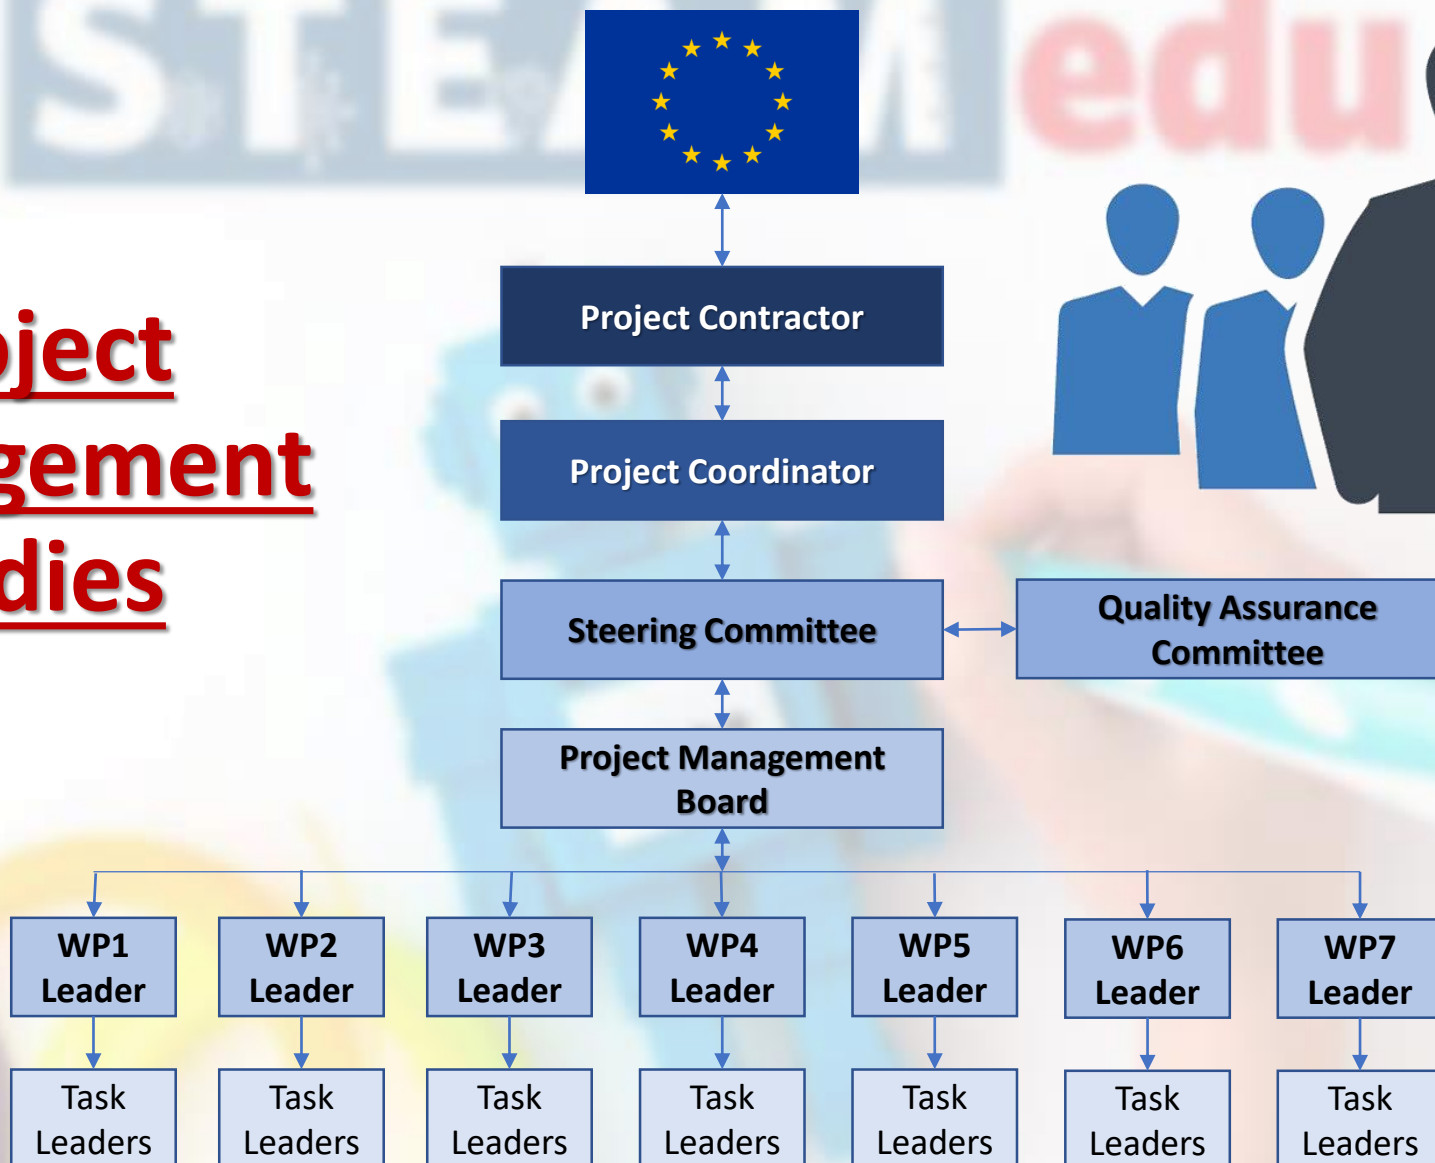 STEAM edu
Project Contractor
oject
gement
dies
Project Coordinator
Steering Committee
Quality Assurance
Committee
Project Management
Board
WP1
Leader
WP2
Leader
WP3
Leader
WP4
Leader
WP5
Leader
WP6
Leader
WP7
Leader
Task
Leaders
Task
Leaders
Task
Leaders
Task
Leaders
Task
Leaders
Task
Leaders
Task
Leaders